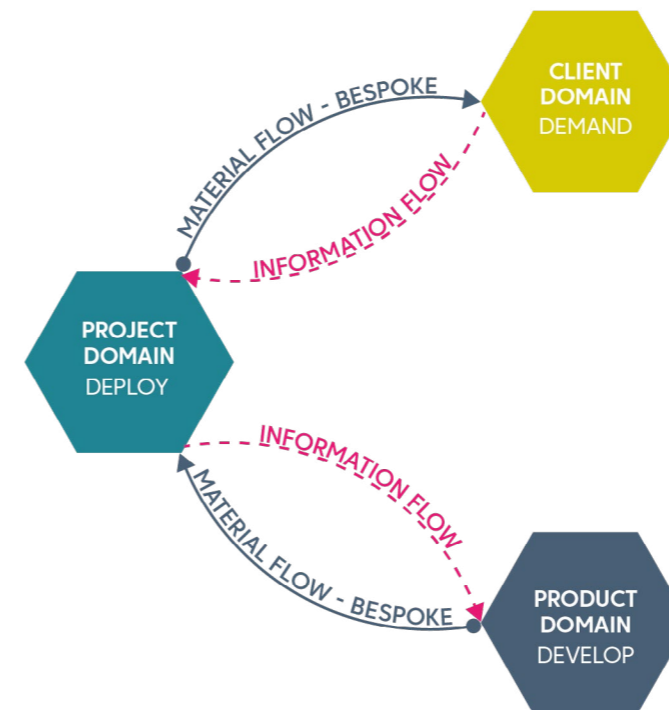 CLIENT
DOMAIN
DEMAND
MATERIAL FLOW - BESPOKE
INFORMATION FLOW
PROJECT
DOMAIN
DEPLOY
INFORMATION FLOW
MATERIAL FLOW - BESPOKE
PRODUCT
DOMAIN
DEVELOP